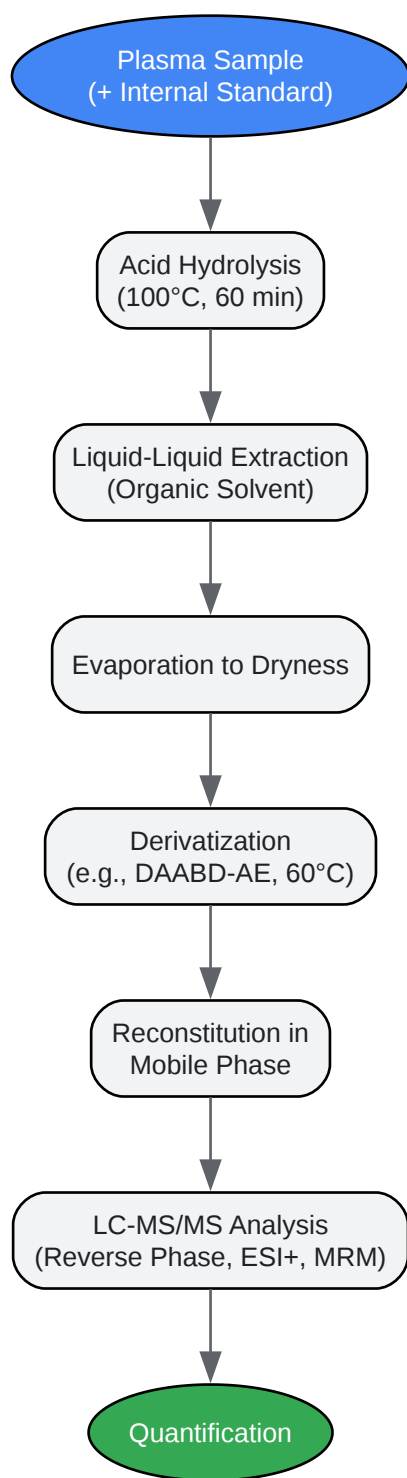 Plasma Sample
(+ Internal Standard)
Acid Hydrolysis
(100°C, 60 min)
Liquid-Liquid Extraction
(Organic Solvent)
Evaporation to Dryness
Derivatization
(e.g., DAABD-AE, 60°C)
Reconstitution in
Mobile Phase
LC-MS/MS Analysis
(Reverse Phase, ESI+, MRM)
Quantification